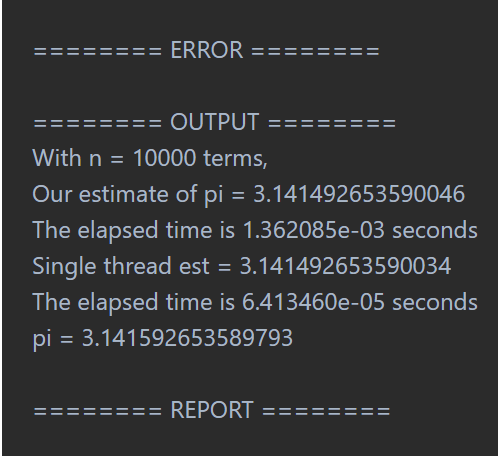 ======== ERROR ========
======== OUTPUT ========
With n = 10000 terms,
Our estimate of pi = 3.141492653590046
The elapsed time is 1.362085e-03 seconds
Single thread est = 3.141492653590034
The elapsed time is 6.413460e-05 seconds
pi = 3.141592653589793
======== REPORT ========